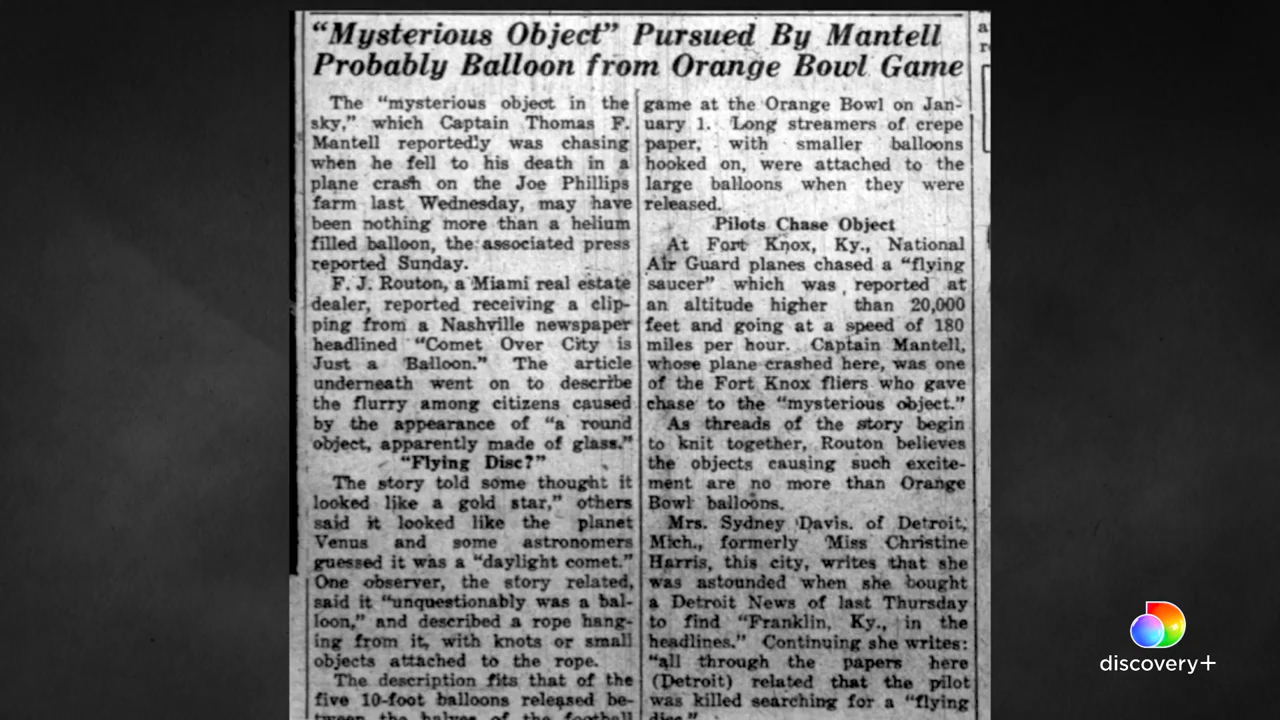 "Mysterious Object" Pursued By Mantell
Probably Balloon from Orange Bowl Game
The "mysterious object in the
sky," which Captain Thomas F.
Mantell reportedly was chasing
when he fell to his death in a
plane crash on the Joe Phillips
farm last Wednesday, may have
been nothing more than a helium
filled balloon, the associated press
reported Sunday.
F. J. Routon, a Miami real estate
dealer, reported receiving a clip-
ping from a Nashville newspaper
headlined "Comet Over City is
Just a Balloon." The article
underneath went on to describe
the flurry among citizens caused
by the appearance of "a round
object, apparently made of glass."
"Flying Disc?"
The story told some thought it
looked like a gold star," others
said it looked like the planet
Venus and some astronomers
guessed it was a "daylight comet."
One observer, the story related,
said it "unquestionably was a bal-
loon," and described a rope hang-
ing from it, with knots or small
objects attached to the rope.
The description fits that of the
five 10-foot balloons released be-
tween the halves of the football
game at the Orange Bowl on Jan-
uary 1. Long streamers of crepe
paper, with smaller balloons
hooked on, were attached to the
large balloons when they were
released.
Pilots Chase Object
At Fort Knox, Ky., National
Air Guard planes chased a "flying
saucer" which was reported at
an altitude higher than 20,000
feet and going at a speed of 180
miles per hour. Captain Mantell,
whose plane crashed here, was one
of the Fort Knox fliers who gave
chase to the "mysterious object."
As threads of the story begin
to knit together, Routon believes
the objects causing such excite-
ment are no more than Orange
Bowl balloons.
Mrs. Sydney Davis. of Detroit,
Mich., formerly Miss Christine
Harris, this city, writes that she
was astounded when she bought
a Detroit News of last Thursday
to find "Franklin, Ky., in the
headlines." Continuing she writes:
"all through the papers here
(Detroit) related that the pilot
was killed searching for a "flying
disc."
discovery+